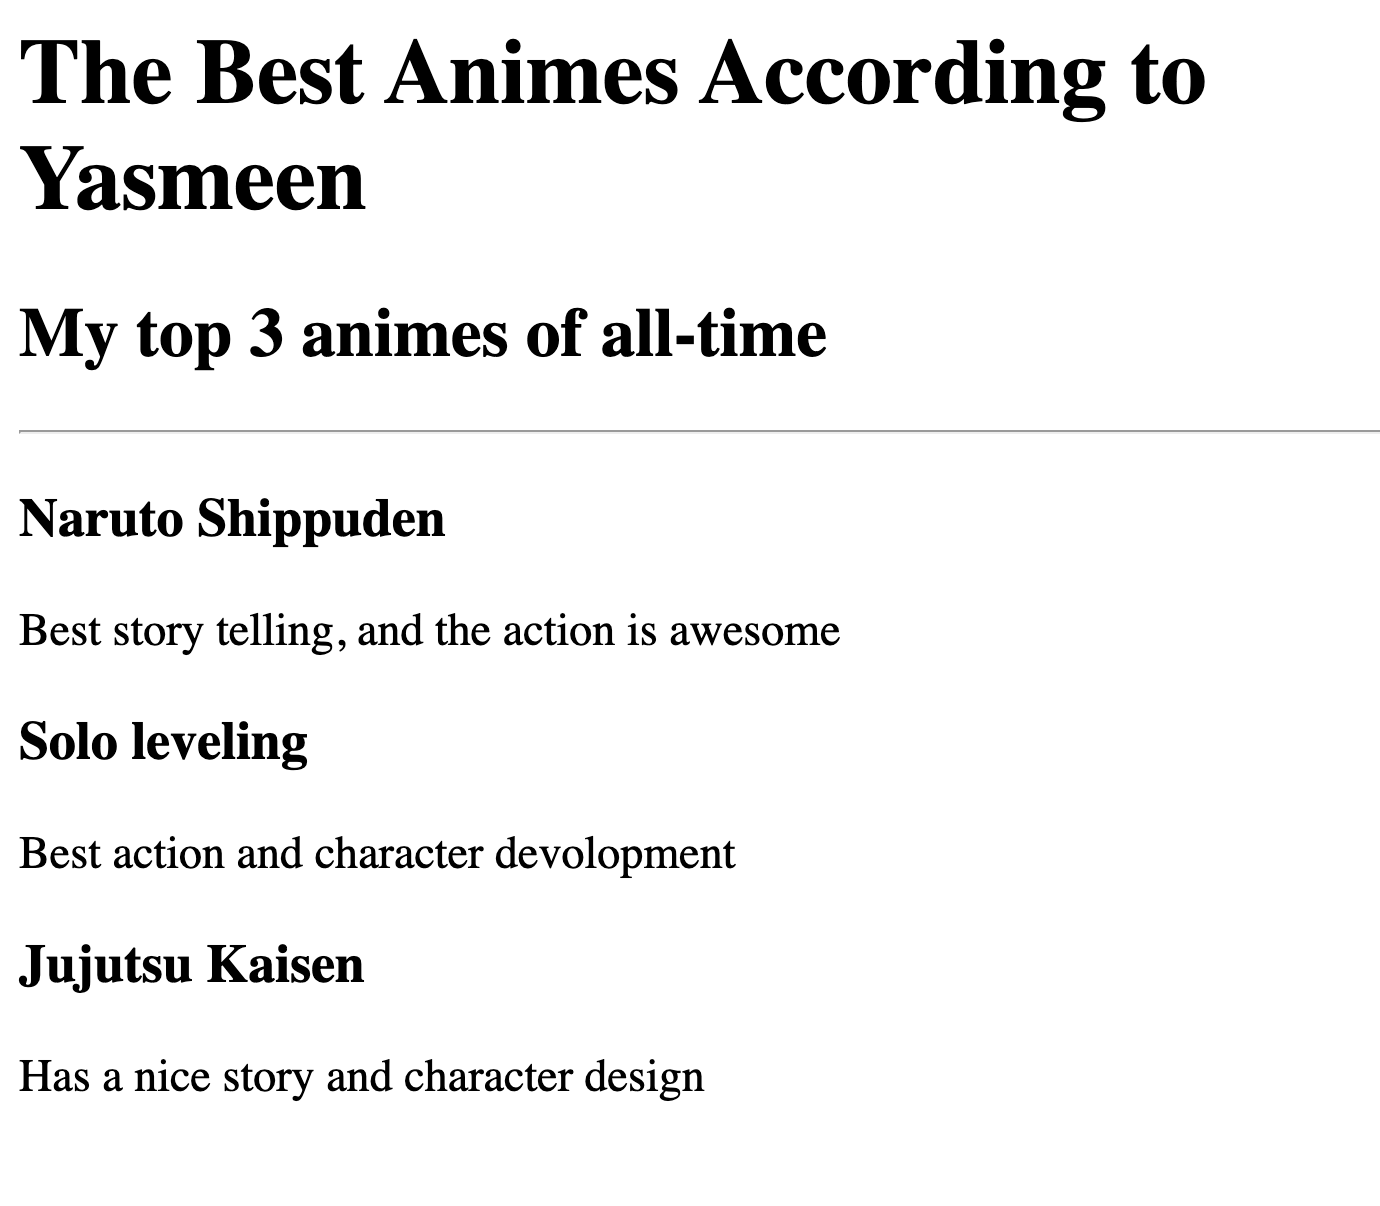 The Best Animes According to
Yasmeen
My top 3 animes of all-time
Naruto Shippuden
Best story telling, and the action is awesome
Solo leveling
Best action and character devolopment
Jujutsu Kaisen
Has a nice story and character design